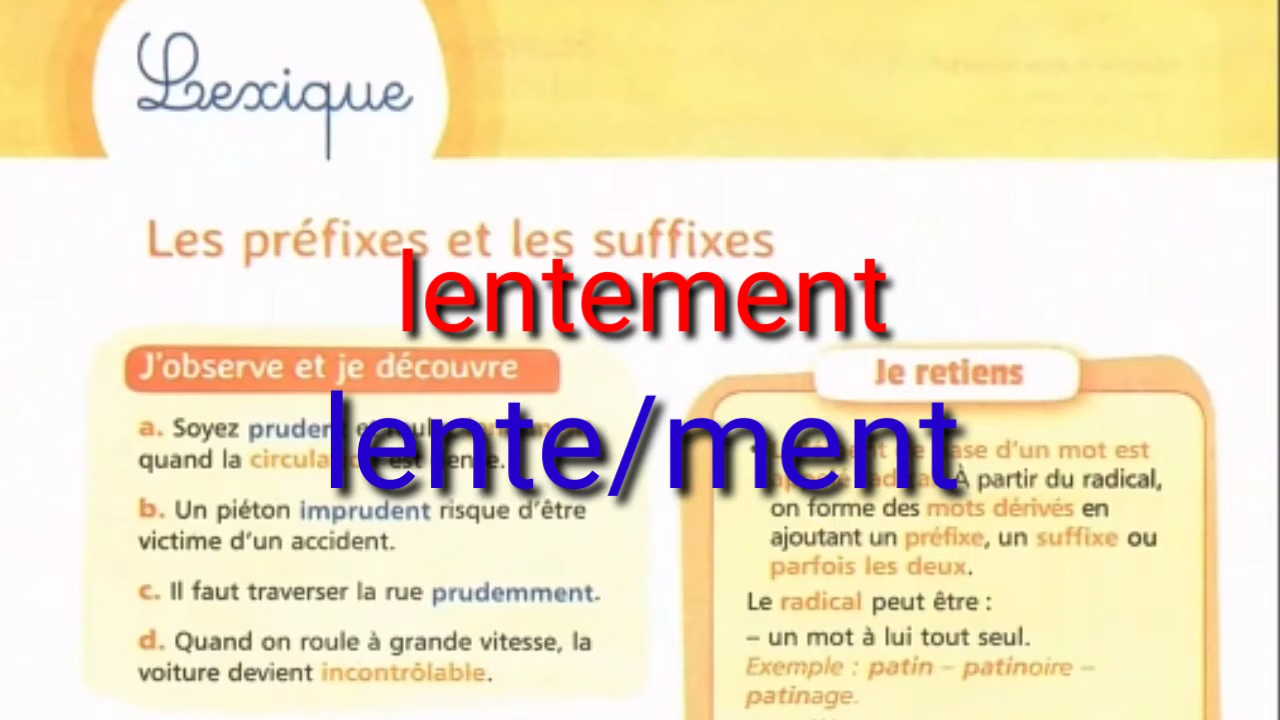 Lexique
Les préfixes et les suffixes
lentement
lente/ment
J'observe et je découvre
a. Soyez
quand la
b. Un piéton imprudent risque d'être
victime d'un accident.
c. Il faut traverser la rue prudemment.
d. Quand on roule à grande vitesse, la
voiture devient incontrôlable.
Je retiens
d'un mot est
À partir du radical,
on forme des mots dérivés en
ajoutant un préfixe, un suffixe ou
parfois les deux.
Le radical peut être :
– un mot à lui tout seul.
Exemple : patin – patinoire –
patinage.